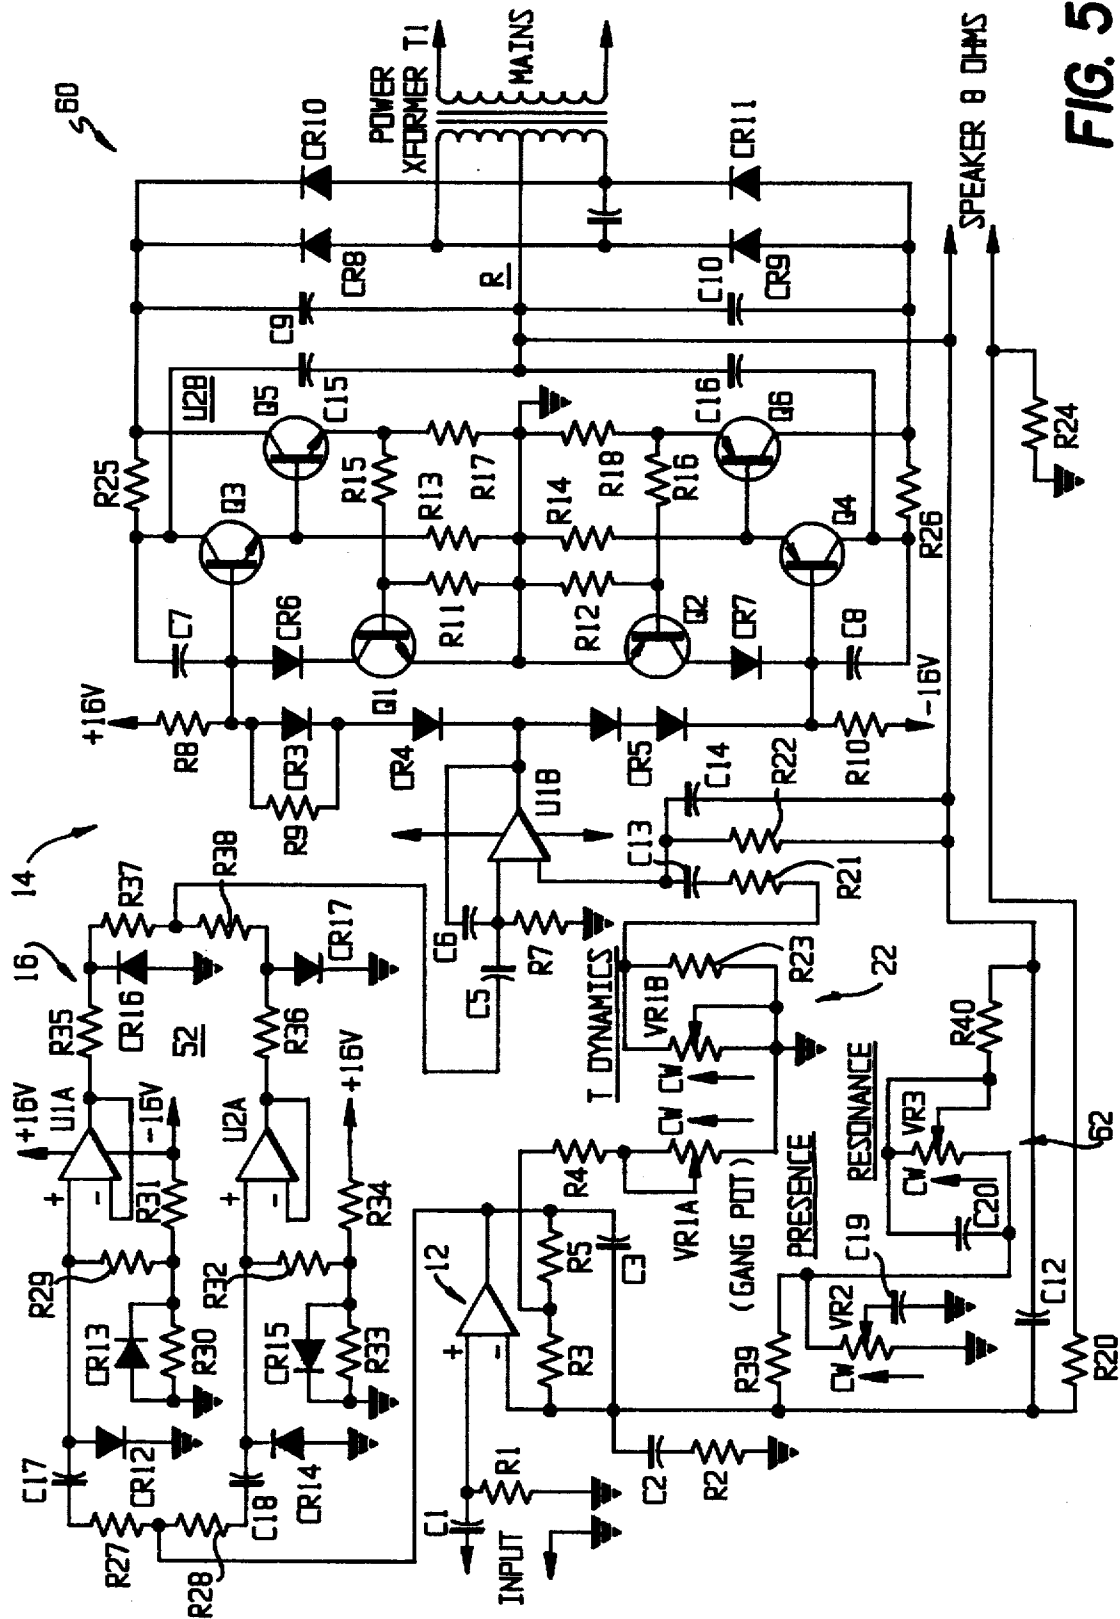 60
POWER
XFORMER T1
MAINS
CR10
CR11
CR8
CR9
R
C9
C10
U2B
Q5
C15
C16
Q6
R25
Q3
R15
R13
R17
R18
R14
R16
Q4
R26
C7
CR6
R11
R12
Q2
CR7
C8
Q1
+16V
-16V
R8
CR3
R9
CR4
CR5
R10
U1B
C14
R22
C13
R21
14
R37
R38
16
CR16
CR17
R35
52
R36
C6
R7
C5
T DYNAMICS
VR1B
R23
22
+16V
U1A
-16V
U2A
+16V
+
-
+
-
R31
R34
R29
R32
CR13
R30
CR15
R33
C17
CR12
C18
CR14
R27
R28
CW
CW
R4
VR1A
(GANG POT)
12
R5
C3
+
-
R3
R1
C1
INPUT
C2
R2
PRESENCE
RESONANCE
R40
VR3
CW
C20
C19
VR2
CW
R39
62
C12
R20
R24
SPEAKER 8 OHMS
FIG. 5